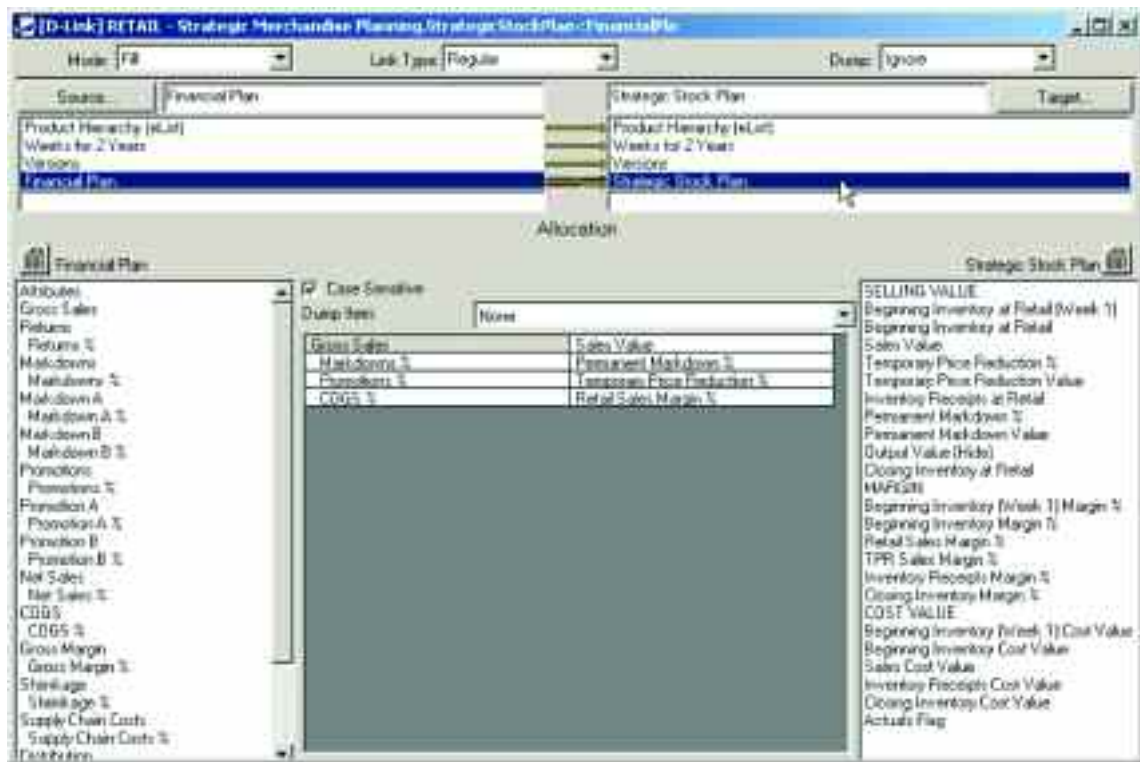 [D-Link] RETAIL - Strategic Merchandise Planning.StrategicStockPlan<
Mode: Fill
Link Type: Regular
Dump: Ignore
Source...
Financial Plan
Strategic Stock Plan
Target...
Product Hierarchy (eList)
Product Hierarchy (eList)
Weeks for 2 Years
Weeks for 2 Years
Versions
Versions
Financial Plan
Strategic Stock Plan
Allocation
Financial Plan
Strategic Stock Plan
Attributes
Gross Sales
Returns
Returns %
Markdowns
Markdowns %
Markdown A
Markdown A %
Markdown B
Markdown B %
Promotions
Promotions %
Promotion A
Promotion A %
Promotion B
Promotion B %
Net Sales
Net Sales %
COGS
COGS %
Gross Margin
Gross Margin %
Shrinkage
Shrinkage %
Supply Chain Costs
Supply Chain Costs %
Distribution
Case Sensitive
Dump Item
None
Gross Sales
Sales Value
Markdowns %
Permanent Markdown %
Promotions %
Temporary Price Reduction %
COGS %
Retail Sales Margin %
SELLING VALUE
Beginning Inventory at Retail (Week 1)
Beginning Inventory at Retail
Sales Value
Temporary Price Reduction %
Temporary Price Reduction Value
Inventory Receipts at Retail
Permanent Markdown %
Permanent Markdown Value
Output Value (Hide)
Closing Inventory at Retail
MARGIN
Beginning Inventory (Week 1) Margin %
Beginning Inventory Margin %
Retail Sales Margin %
TPR Sales Margin %
Inventory Receipts Margin %
Closing Inventory Margin %
COST VALUE
Beginning Inventory (Week 1) Cost Value
Beginning Inventory Cost Value
Sales Cost Value
Inventory Receipts Cost Value
Closing Inventory Cost Value
Actuals Flag